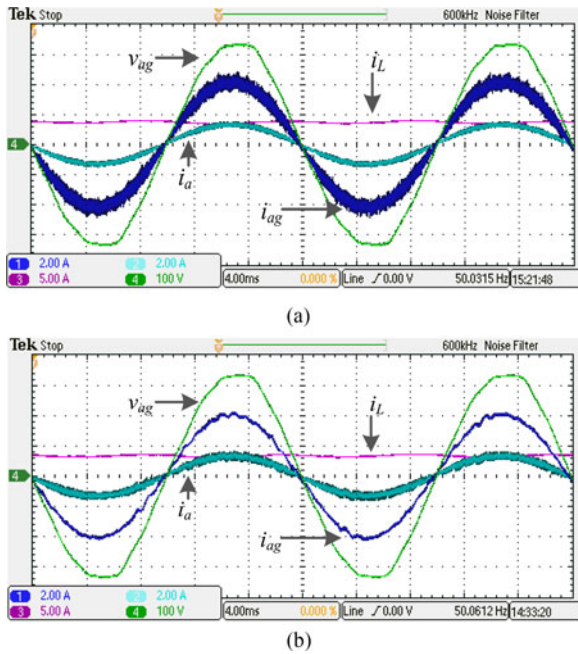 Tek Stop 600kHz Noise Filter
v_ag
i_L
4
i_a
i_ag
1 2.00 A 2 2.00 A
3 5.00 A 4 100 V
4.00ms 0.000 % Line ∫ 0.00 V 50.0315 Hz 15:21:48
(a)
Tek Stop 600kHz Noise Filter
v_ag
i_L
4
i_a
i_ag
1 2.00 A 2 2.00 A
3 5.00 A 4 100 V
4.00ms 0.000 % Line ∫ 0.00 V 50.0612 Hz 14:33:20
(b)